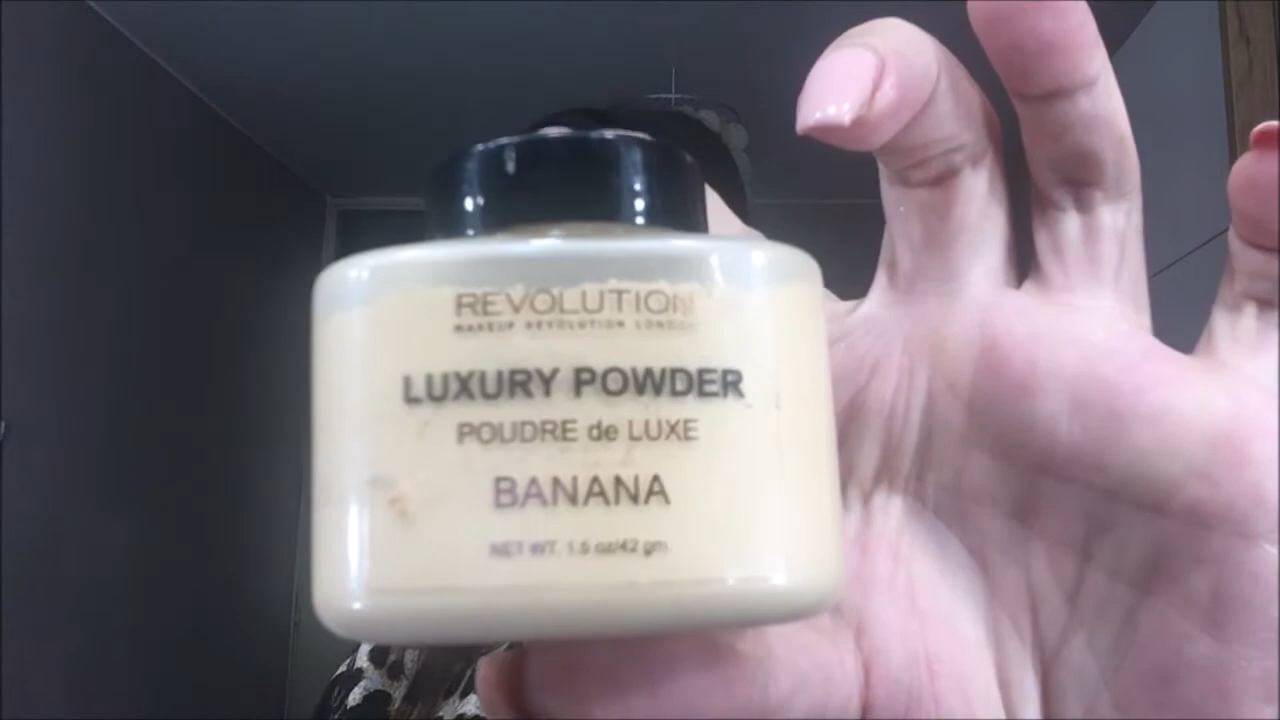 REVOLUTION
MAKEUP REVOLUTION LONDON
LUXURY POWDER
POUDRE de LUXE
BANANA
NET WT. 1.5 oz/42 gm